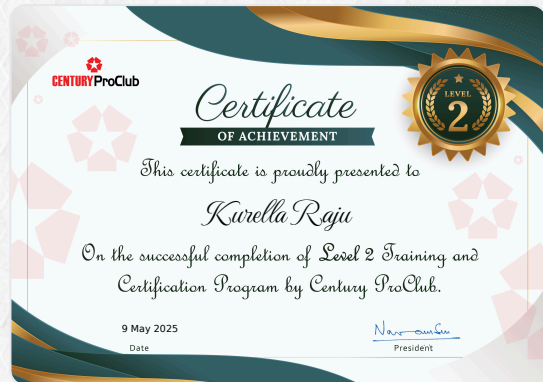 CENTURY ProClub
LEVEL
2
Certificate
OF ACHIEVEMENT
This certificate is proudly presented to
Kurella Raju
On the successful completion of Level 2 Training and
Certification Program by Century ProClub.
9 May 2025
Date
President